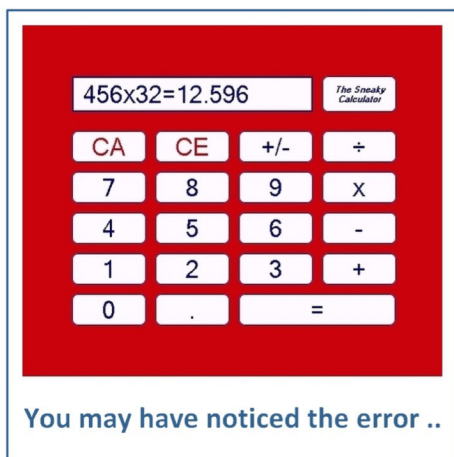 456x32=12.596
The Sneaky
Calculator
CA CE +/- ÷
7 8 9 x
4 5 6 -
1 2 3 +
0 . =
You may have noticed the error ..